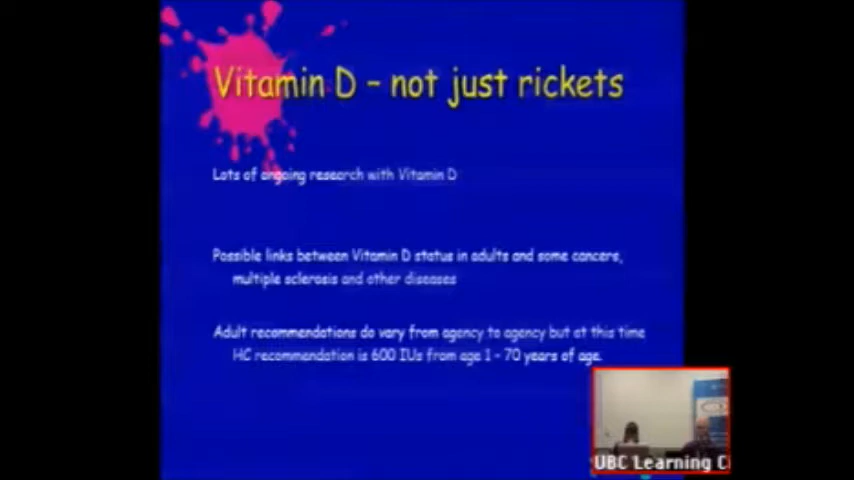 Vitamin D – not just rickets
Lots of ongoing research with Vitamin D
Possible links between Vitamin D status in adults and some cancers,
multiple sclerosis and other diseases
Adult recommendations do vary from agency to agency but at this time
HC recommendation is 600 IUs from age 1 – 70 years of age.
UBC Learning Ci